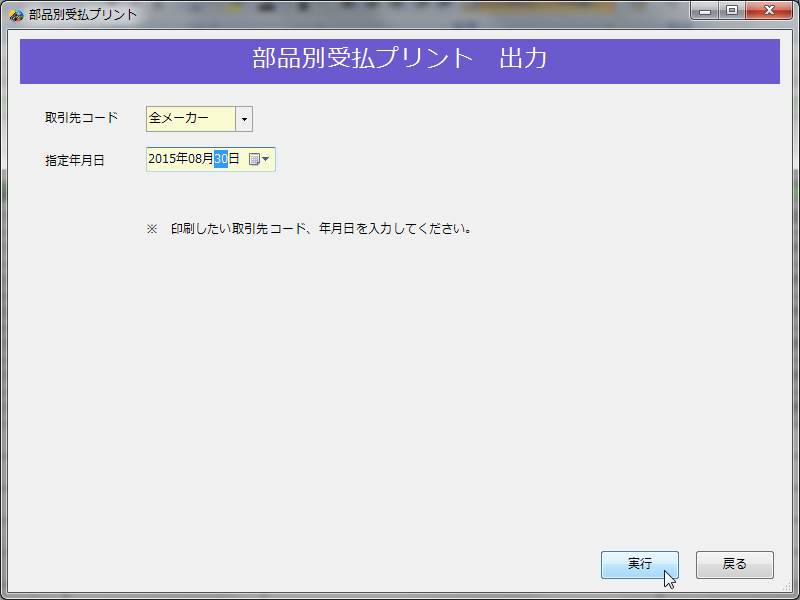 部品別受払プリント
部品別受払プリント　出力
取引先コード 全メーカー
指定年月日 2015年08月30日
※　印刷したい取引先コード、年月日を入力してください。
実行 戻る